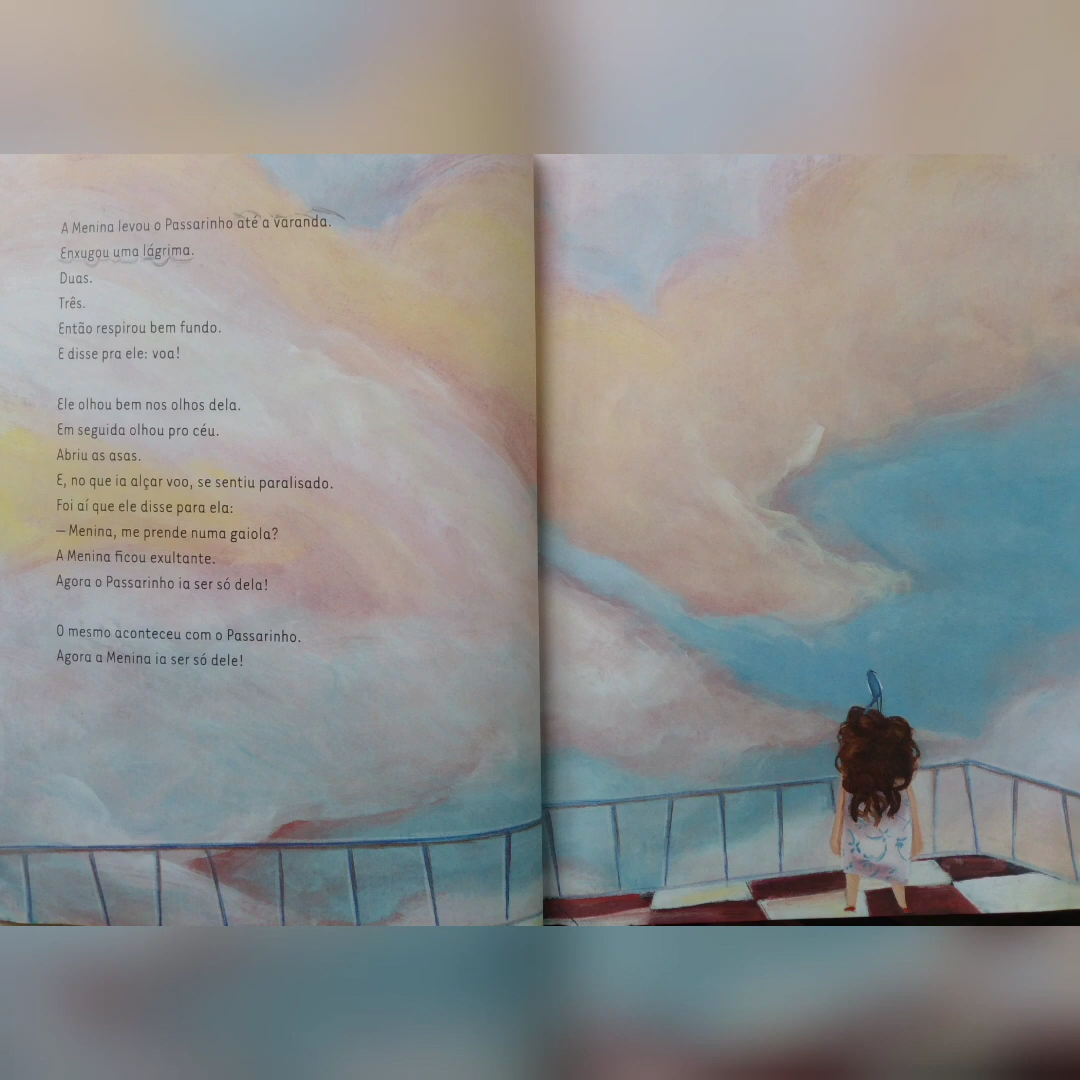 A Menina levou o Passarinho até a varanda.
Enxugou uma lágrima.
Duas.
Três.
Então respirou bem fundo.
E disse pra ele: voa!
Ele olhou bem nos olhos dela.
Em seguida olhou pro céu.
Abriu as asas.
E, no que ia alçar voo, se sentiu paralisado.
Foi aí que ele disse para ela:
— Menina, me prende numa gaiola?
A Menina ficou exultante.
Agora o Passarinho ia ser só dela!
O mesmo aconteceu com o Passarinho.
Agora a Menina ia ser só dele!